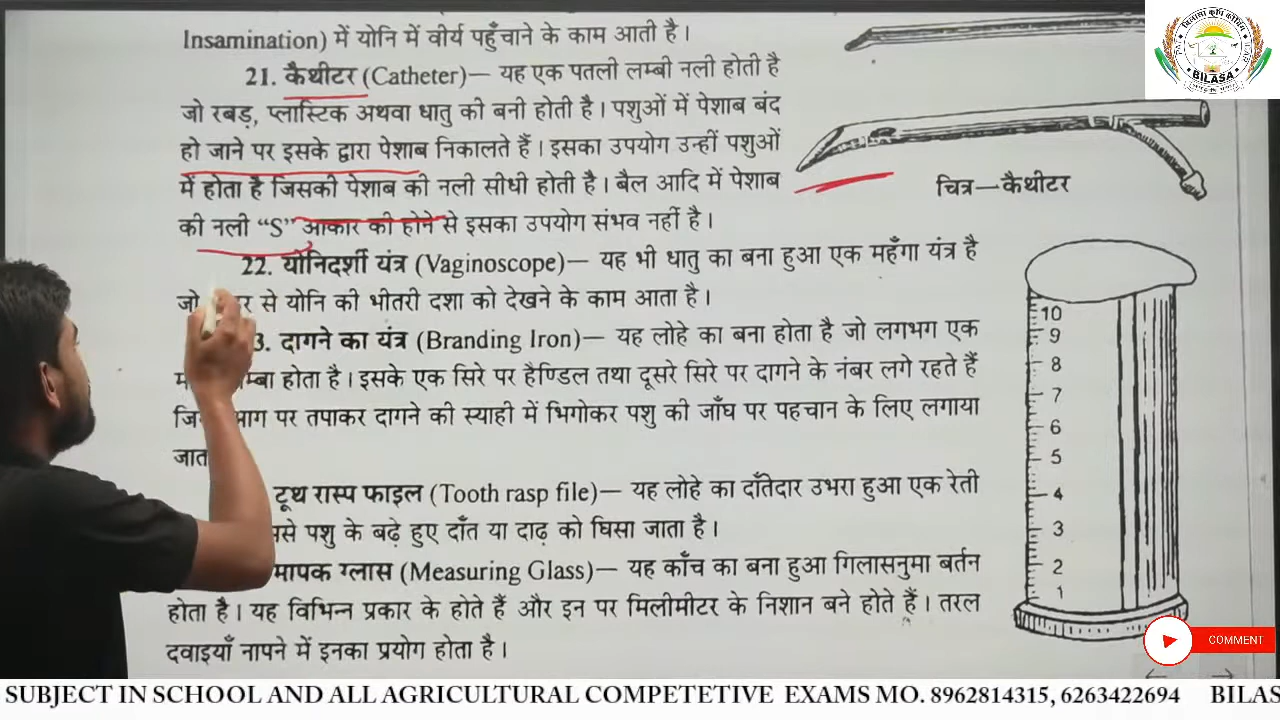 Insamination) में योनि में वीर्य पहुँचाने के काम आती है।
21. कैथीटर (Catheter)— यह एक पतली लम्बी नली होती है
जो रबड़, प्लास्टिक अथवा धातु की बनी होती है। पशुओं में पेशाब बंद
हो जाने पर इसके द्वारा पेशाब निकालते हैं। इसका उपयोग उन्हीं पशुओं
में होता है जिसकी पेशाब की नली सीधी होती है। बैल आदि में पेशाब
की नली “S” आकार की होने से इसका उपयोग संभव नहीं है।
चित्र—कैथीटर
22. योनिदर्शी यंत्र (Vaginoscope)— यह भी धातु का बना हुआ एक महँगा यंत्र है
जो से योनि की भीतरी दशा को देखने के काम आता है।
3. दागने का यंत्र (Branding Iron)— यह लोहे का बना होता है जो लगभग एक
होता है। इसके एक सिरे पर हैण्डिल तथा दूसरे सिरे पर दागने के नंबर लगे रहते हैं
आग पर तपाकर दागने की स्याही में भिगोकर पशु की जाँघ पर पहचान के लिए लगाया
टूथ रास्प फाइल (Tooth rasp file)— यह लोहे का दाँतेदार उभरा हुआ एक रेती
पशु के बढ़े हुए दाँत या दाढ़ को घिसा जाता है।
मापक ग्लास (Measuring Glass)— यह काँच का बना हुआ गिलासनुमा बर्तन
होता है। यह विभिन्न प्रकार के होते हैं और इन पर मिलीमीटर के निशान बने होते हैं। तरल
दवाइयाँ नापने में इनका प्रयोग होता है।
10
9
8
7
6
5
4
3
2
1
BILASA
COMMENT
SUBJECT IN SCHOOL AND ALL AGRICULTURAL COMPETETIVE EXAMS MO. 8962814315, 6263422694 BILAS